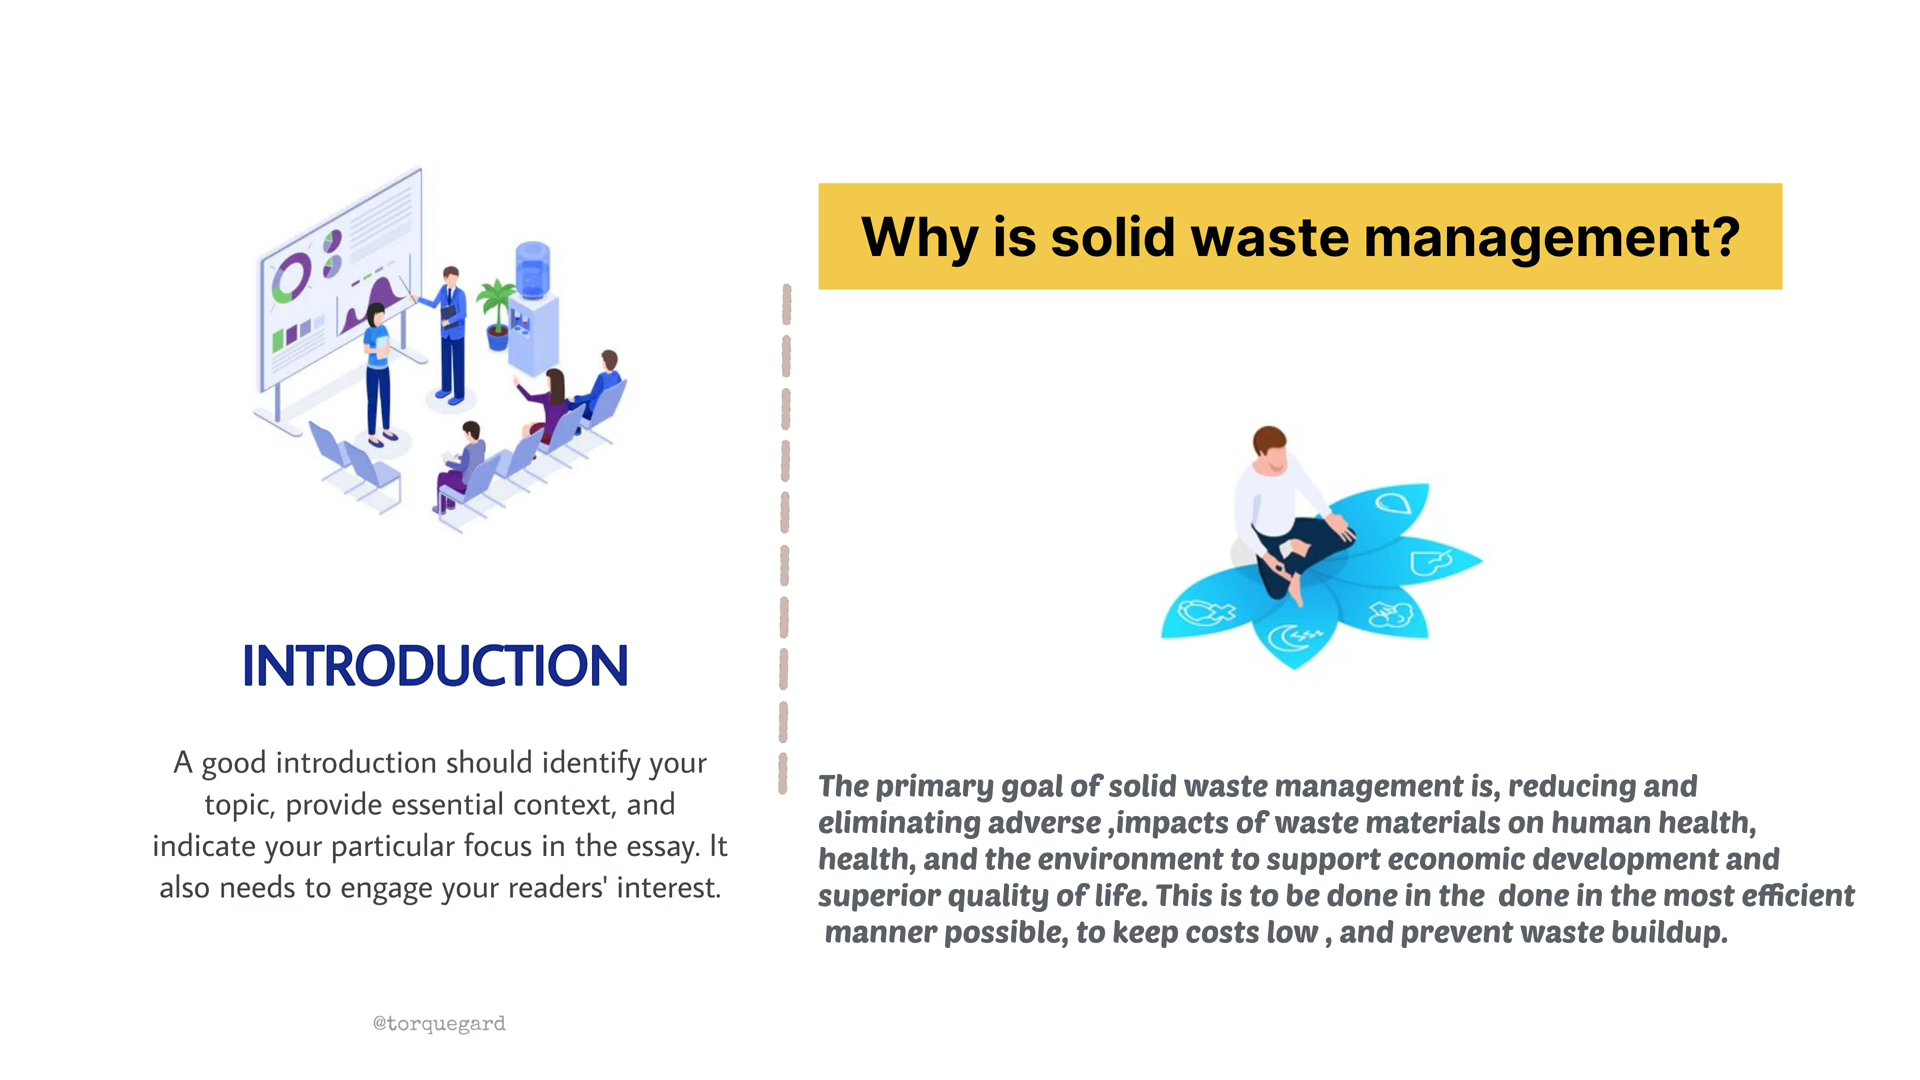 INTRODUCTION
A good introduction should identify your
topic, provide essential context, and
indicate your particular focus in the essay. It
also needs to engage your readers' interest.
@torquegard
Why is solid waste management?
The primary goal of solid waste management is, reducing and
eliminating adverse ,impacts of waste materials on human health,
health, and the environment to support economic development and
superior quality of life. This is to be done in the  done in the most efficient
manner possible, to keep costs low , and prevent waste buildup.